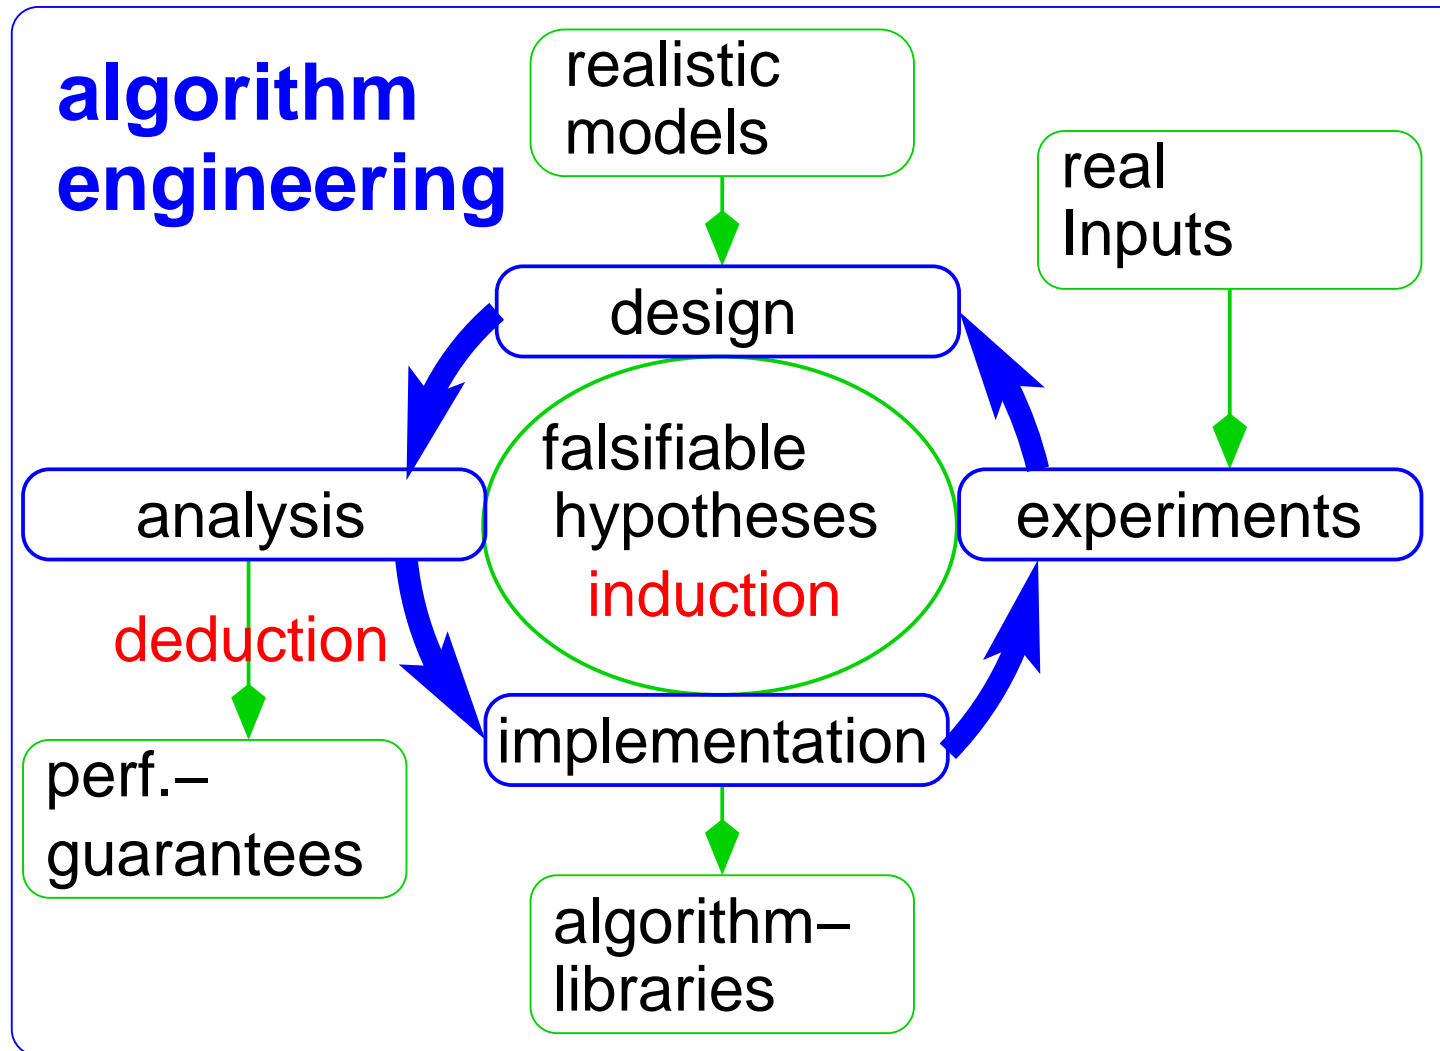 algorithm
engineering
realistic
models
real
Inputs
design
falsifiable
hypotheses
induction
analysis
experiments
deduction
implementation
perf.–
guarantees
algorithm–
libraries